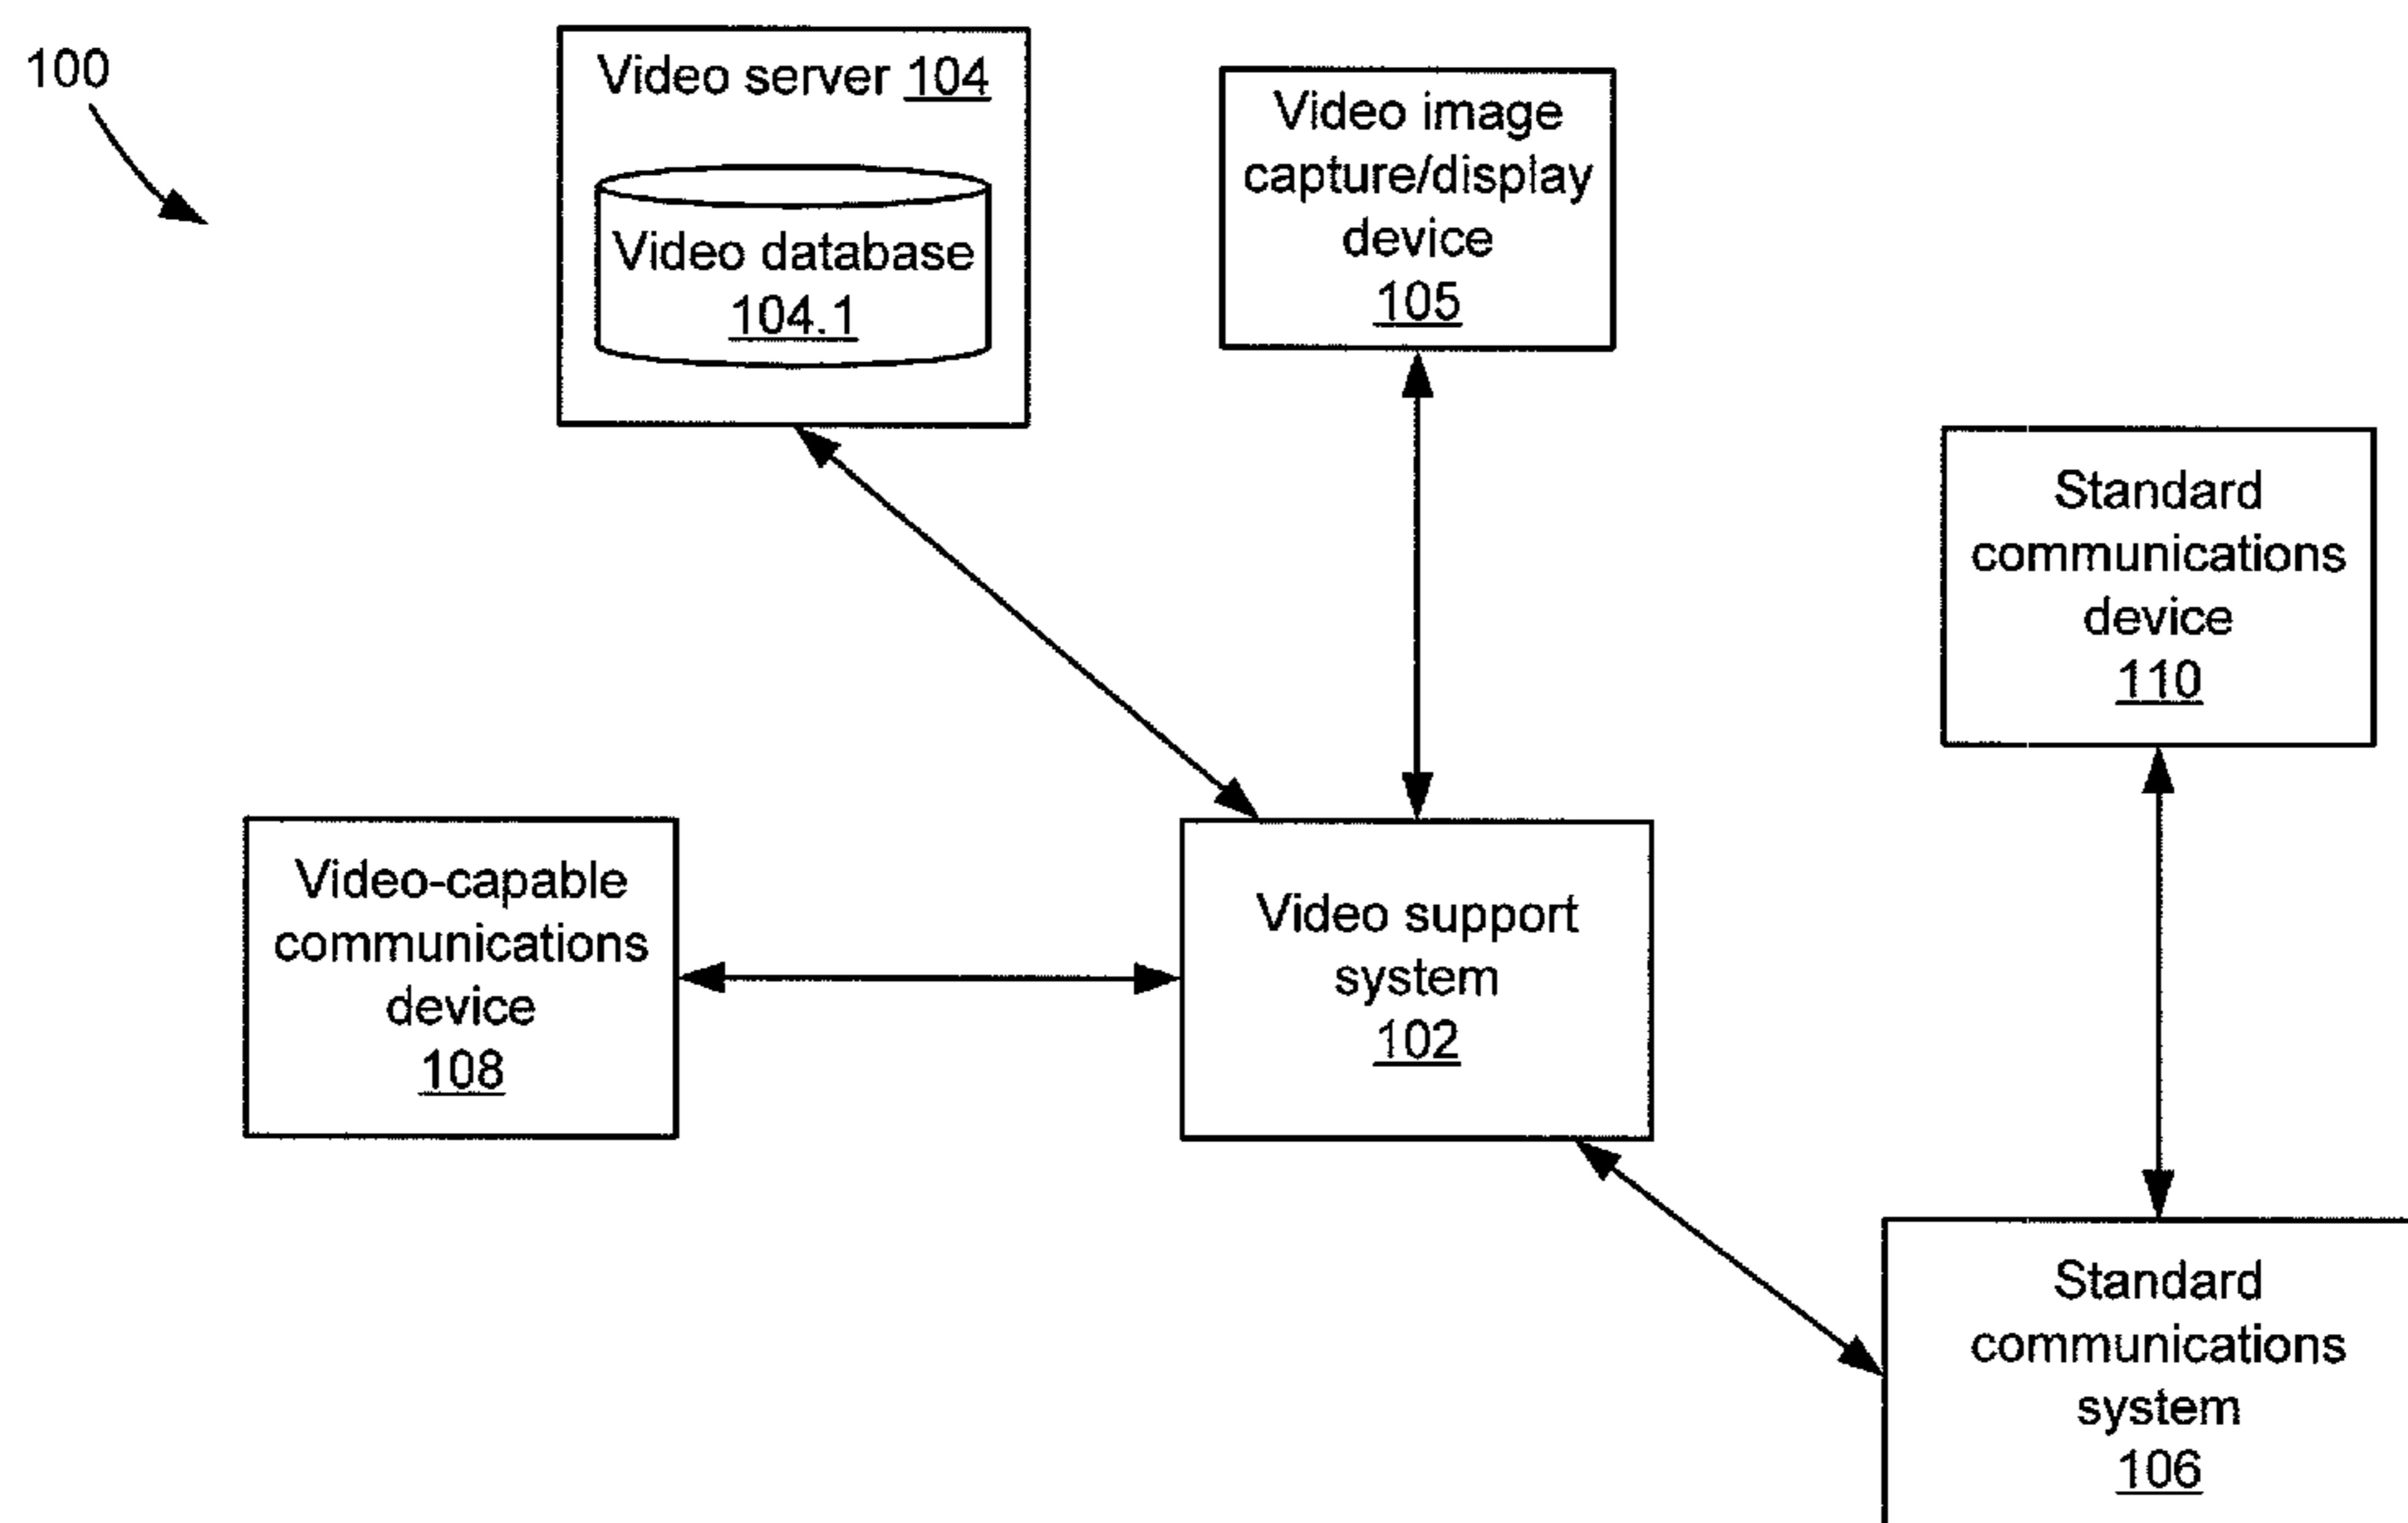 100
Video server 104
Video database
104.1
Video image
capture/display
device
105
Standard
communications
device
110
Video-capable
communications
device
108
Video support
system
102
Standard
communications
system
106